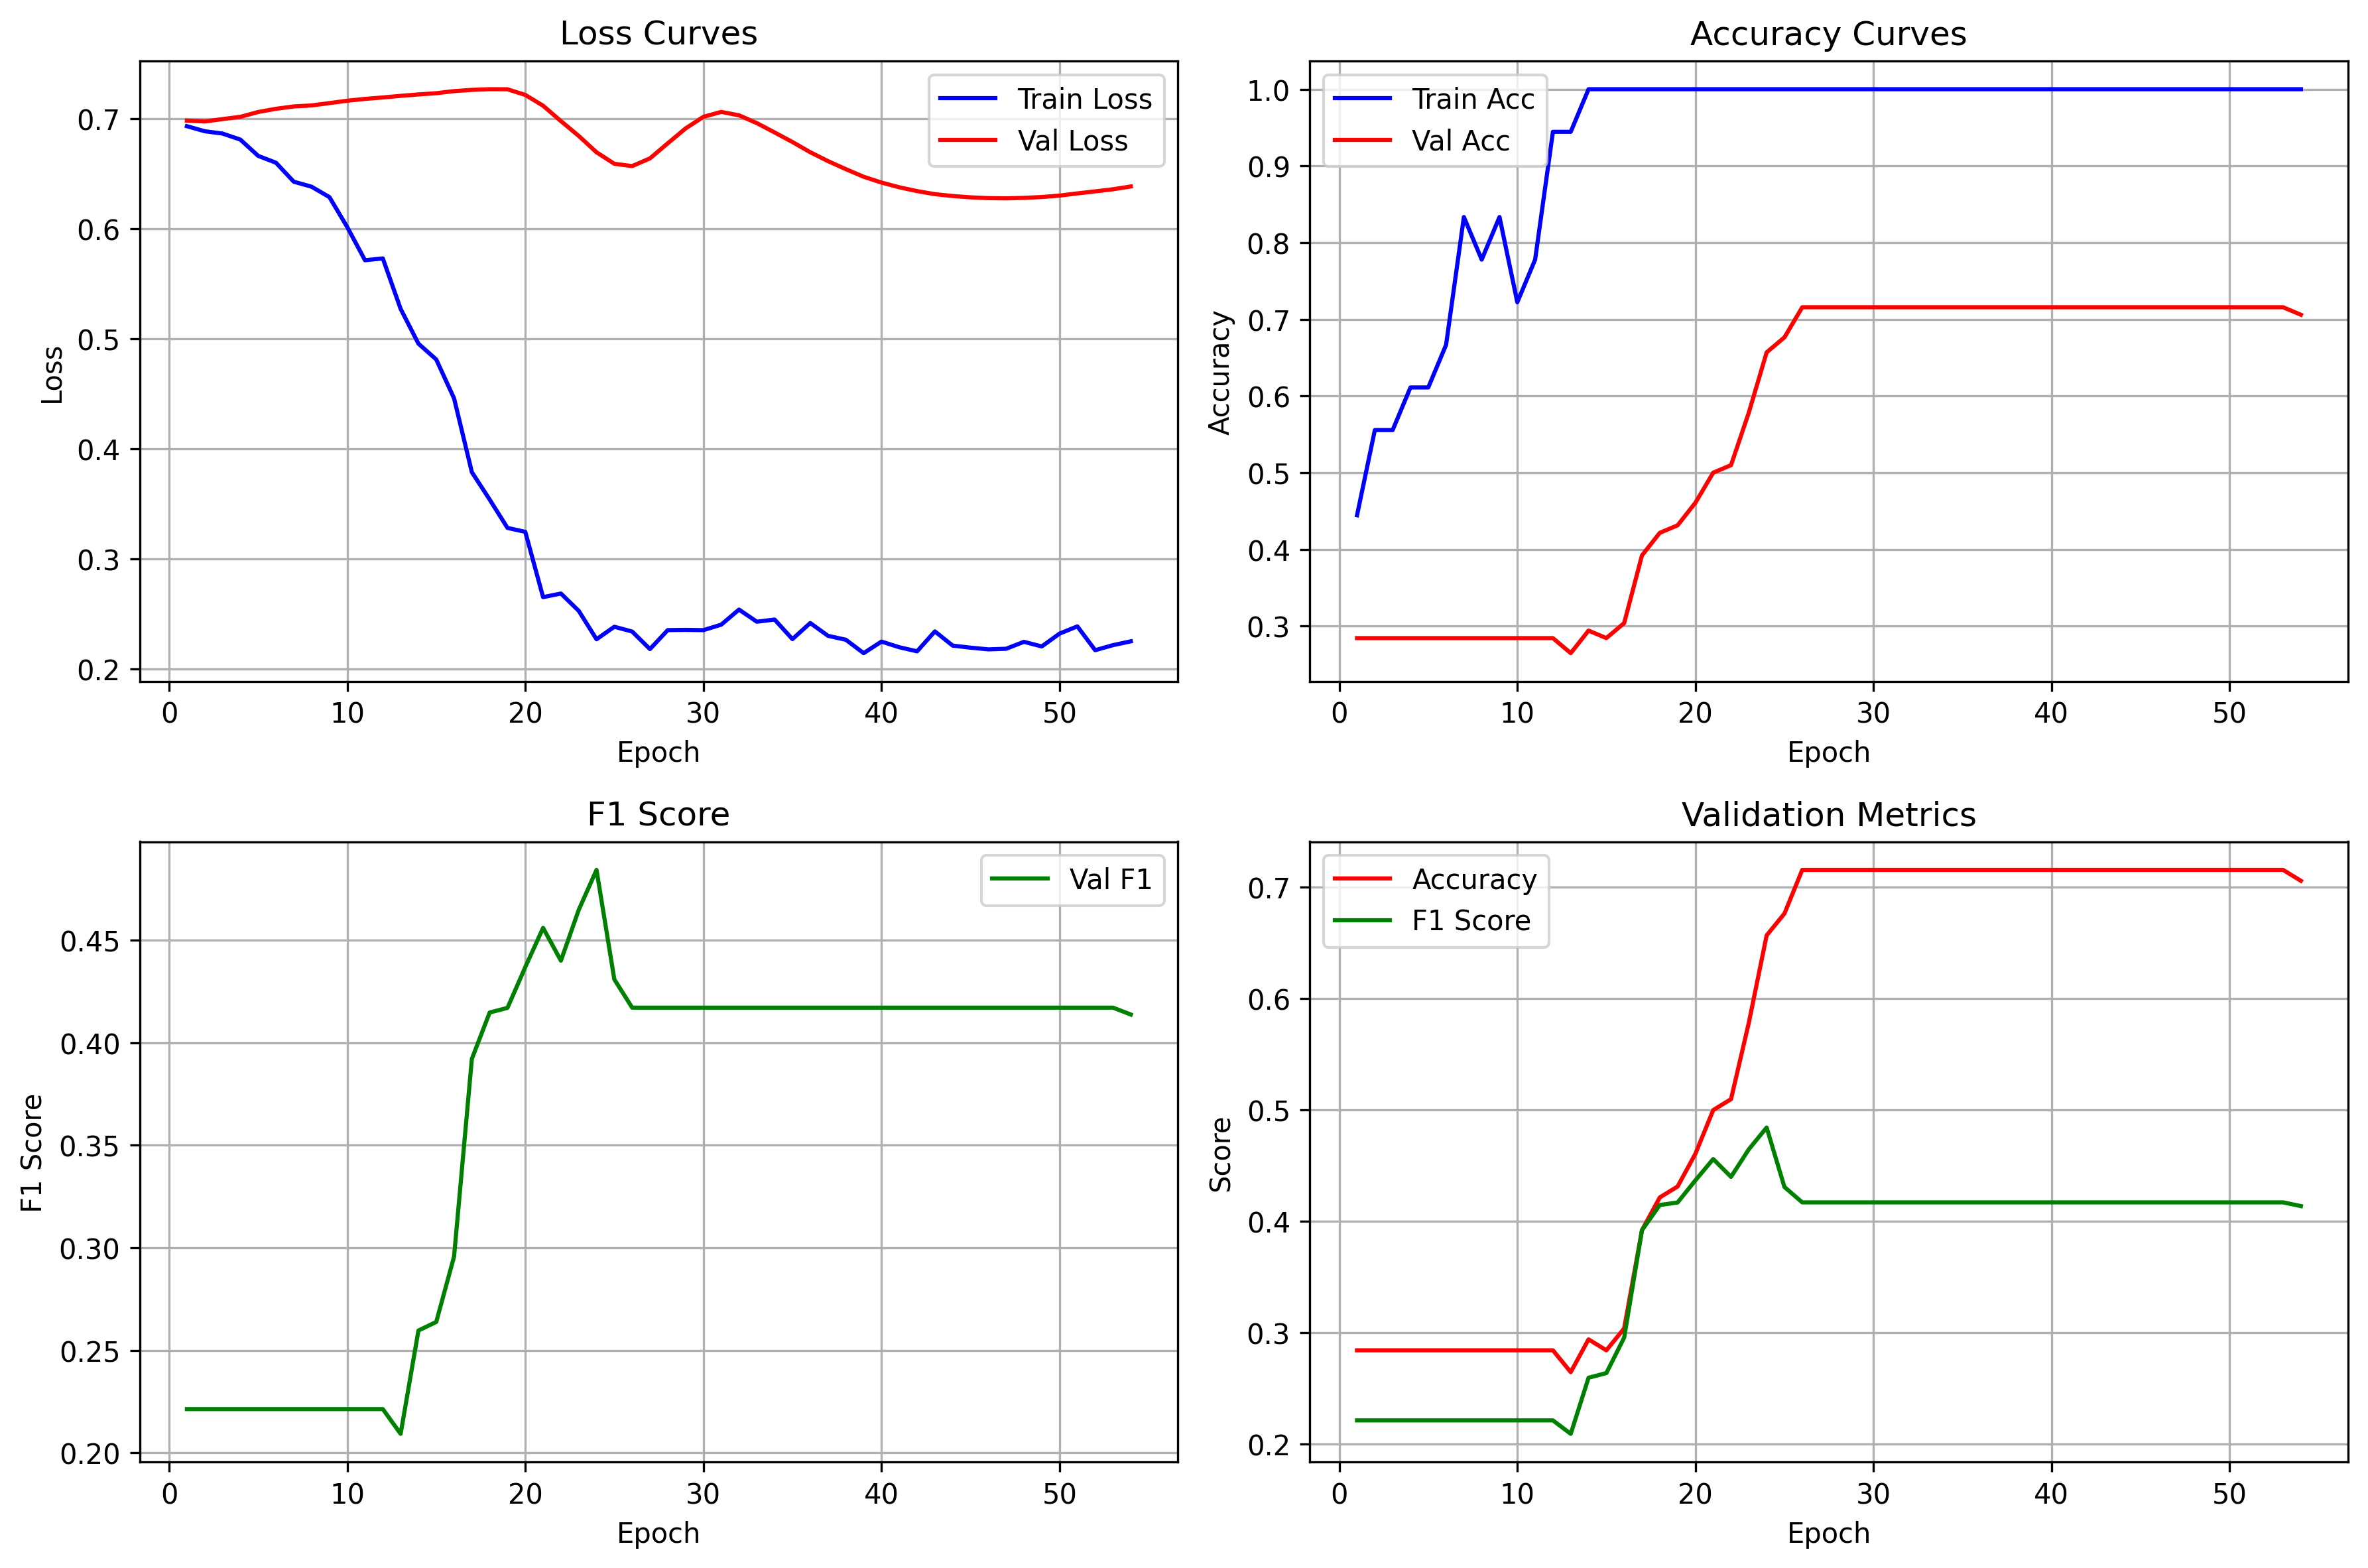 Loss Curves
Train Loss
Val Loss
Loss
0.7
0.6
0.5
0.4
0.3
0.2
0 10 20 30 40 50
Epoch
Accuracy Curves
Train Acc
Val Acc
Accuracy
1.0
0.9
0.8
0.7
0.6
0.5
0.4
0.3
0 10 20 30 40 50
Epoch
F1 Score
Val F1
F1 Score
0.45
0.40
0.35
0.30
0.25
0.20
0 10 20 30 40 50
Epoch
Validation Metrics
Accuracy
F1 Score
Score
0.7
0.6
0.5
0.4
0.3
0.2
0 10 20 30 40 50
Epoch